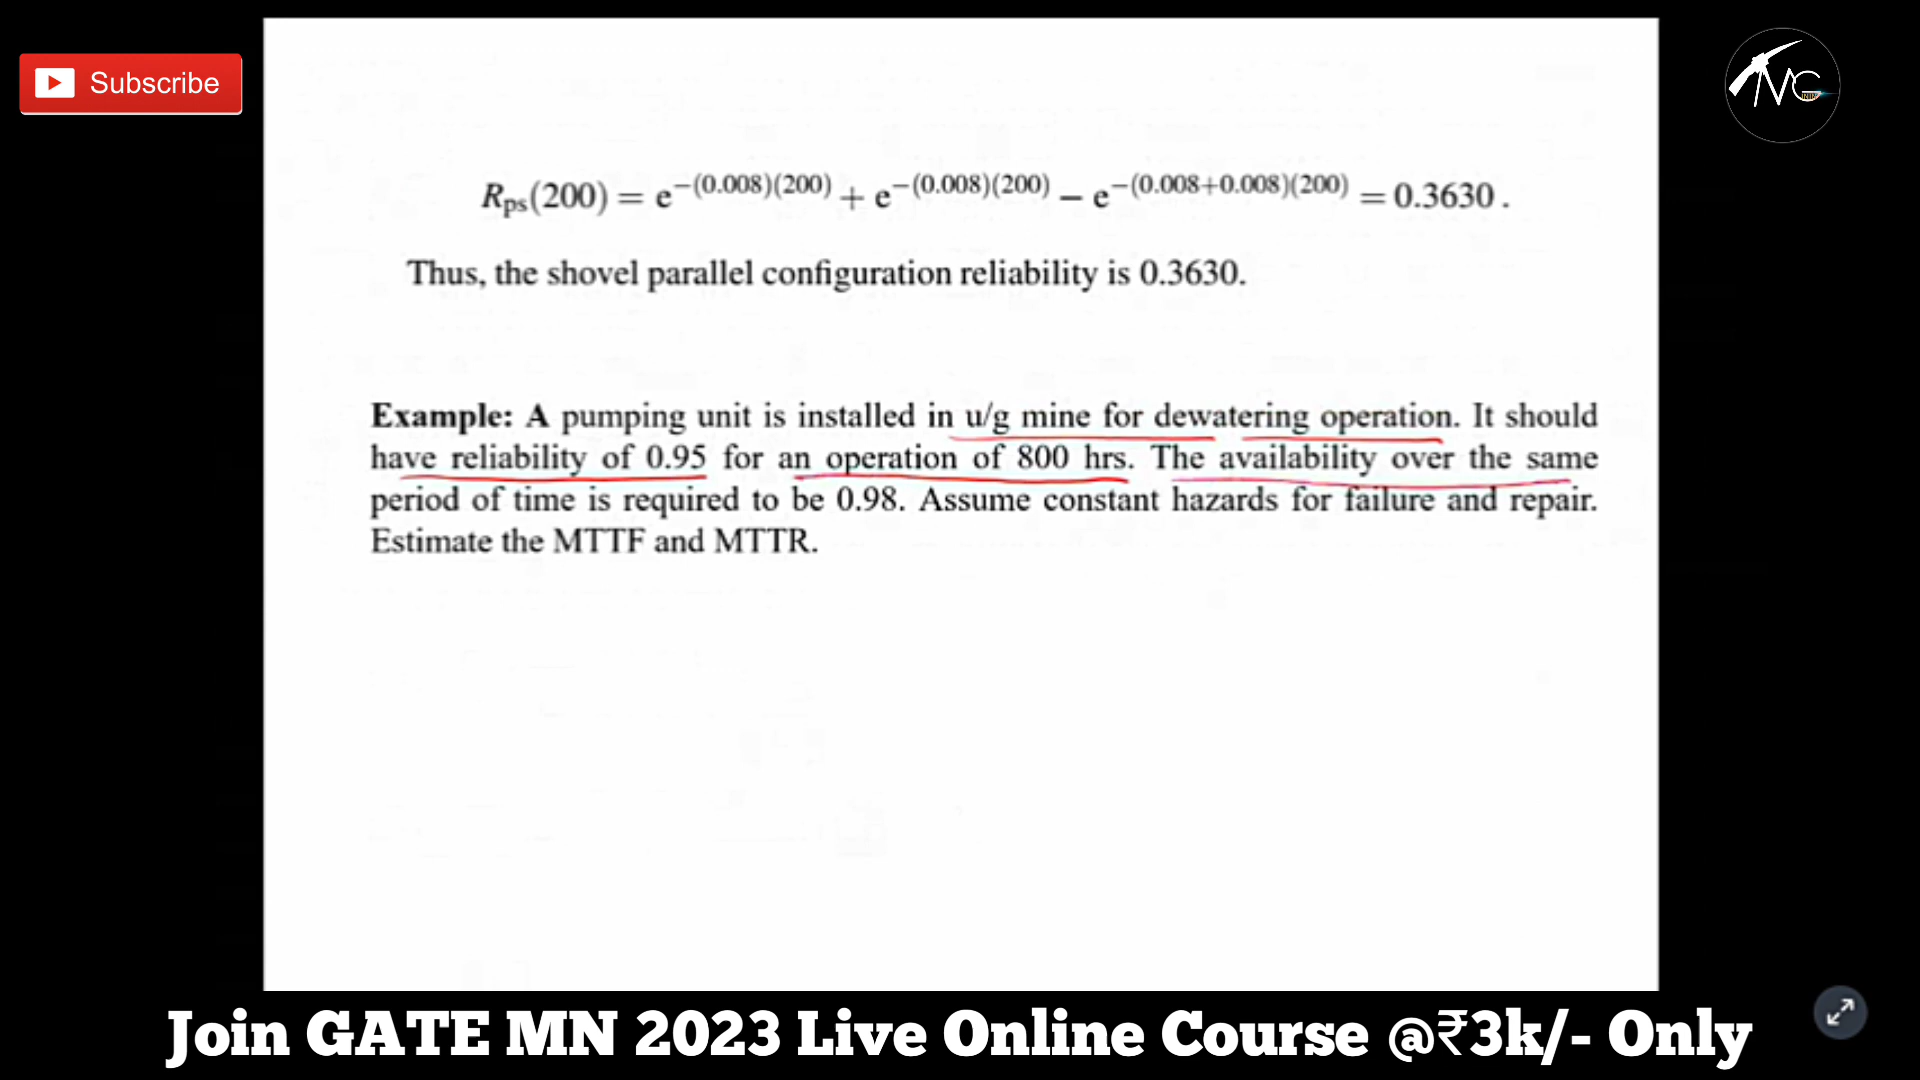 Subscribe
R_ps(200) = e^−(0.008)(200) + e^−(0.008)(200) − e^−(0.008+0.008)(200) = 0.3630 .
Thus, the shovel parallel configuration reliability is 0.3630.
Example: A pumping unit is installed in u/g mine for dewatering operation. It should
have reliability of 0.95 for an operation of 800 hrs. The availability over the same
period of time is required to be 0.98. Assume constant hazards for failure and repair.
Estimate the MTTF and MTTR.
Join GATE MN 2023 Live Online Course @₹3k/- Only